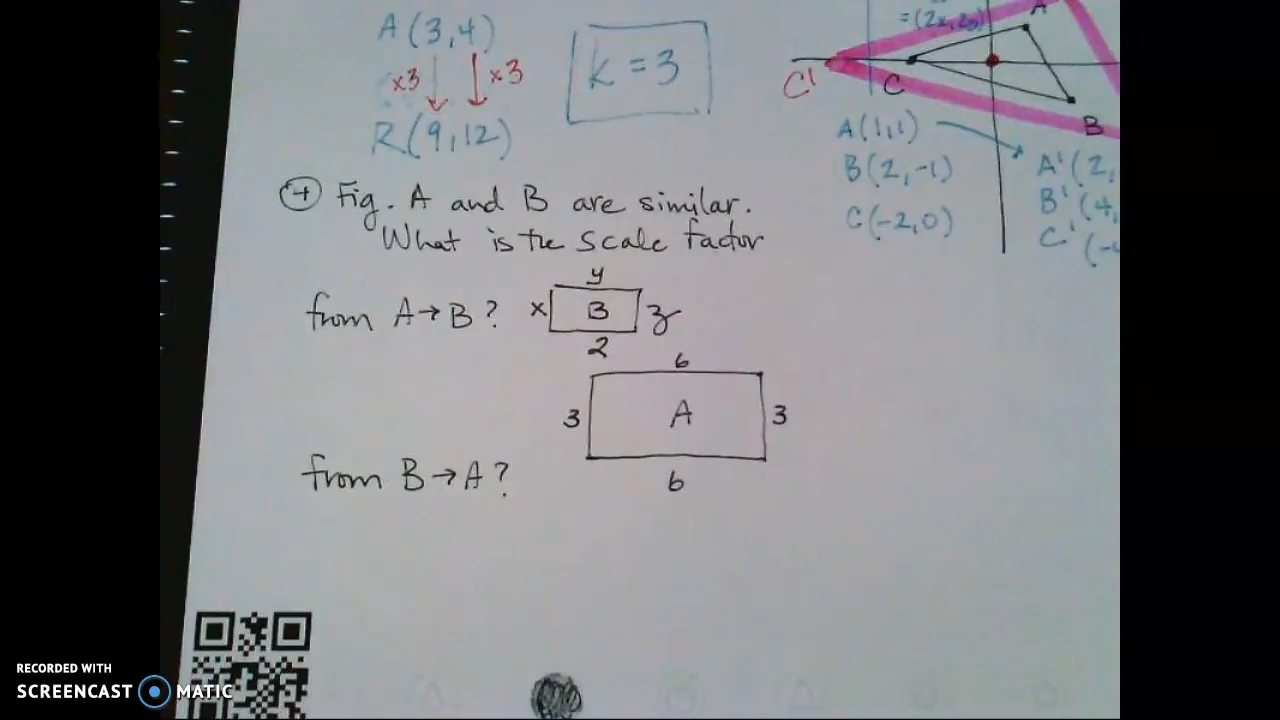 A (3,4)
x3 x3
k = 3
R (9,12)
=(2x,2y)
A
C'
C
B
A(1,1)
B(2,-1)
C(-2,0)
A'(2,
B'(4,
C'(-4
④ Fig. A and B are similar.
What is the scale factor
from A→B?
y
x B z
2
6
3 A 3
6
from B→A?
RECORDED WITH
SCREENCAST MATIC